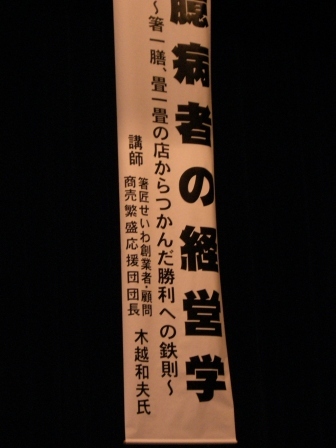 臆病者の経営学
～箸一膳、畳一畳の店からつかんだ勝利への鉄則～
講師
箸匠せいわ創業者・顧問
商売繁盛応援団団長
木越和夫氏